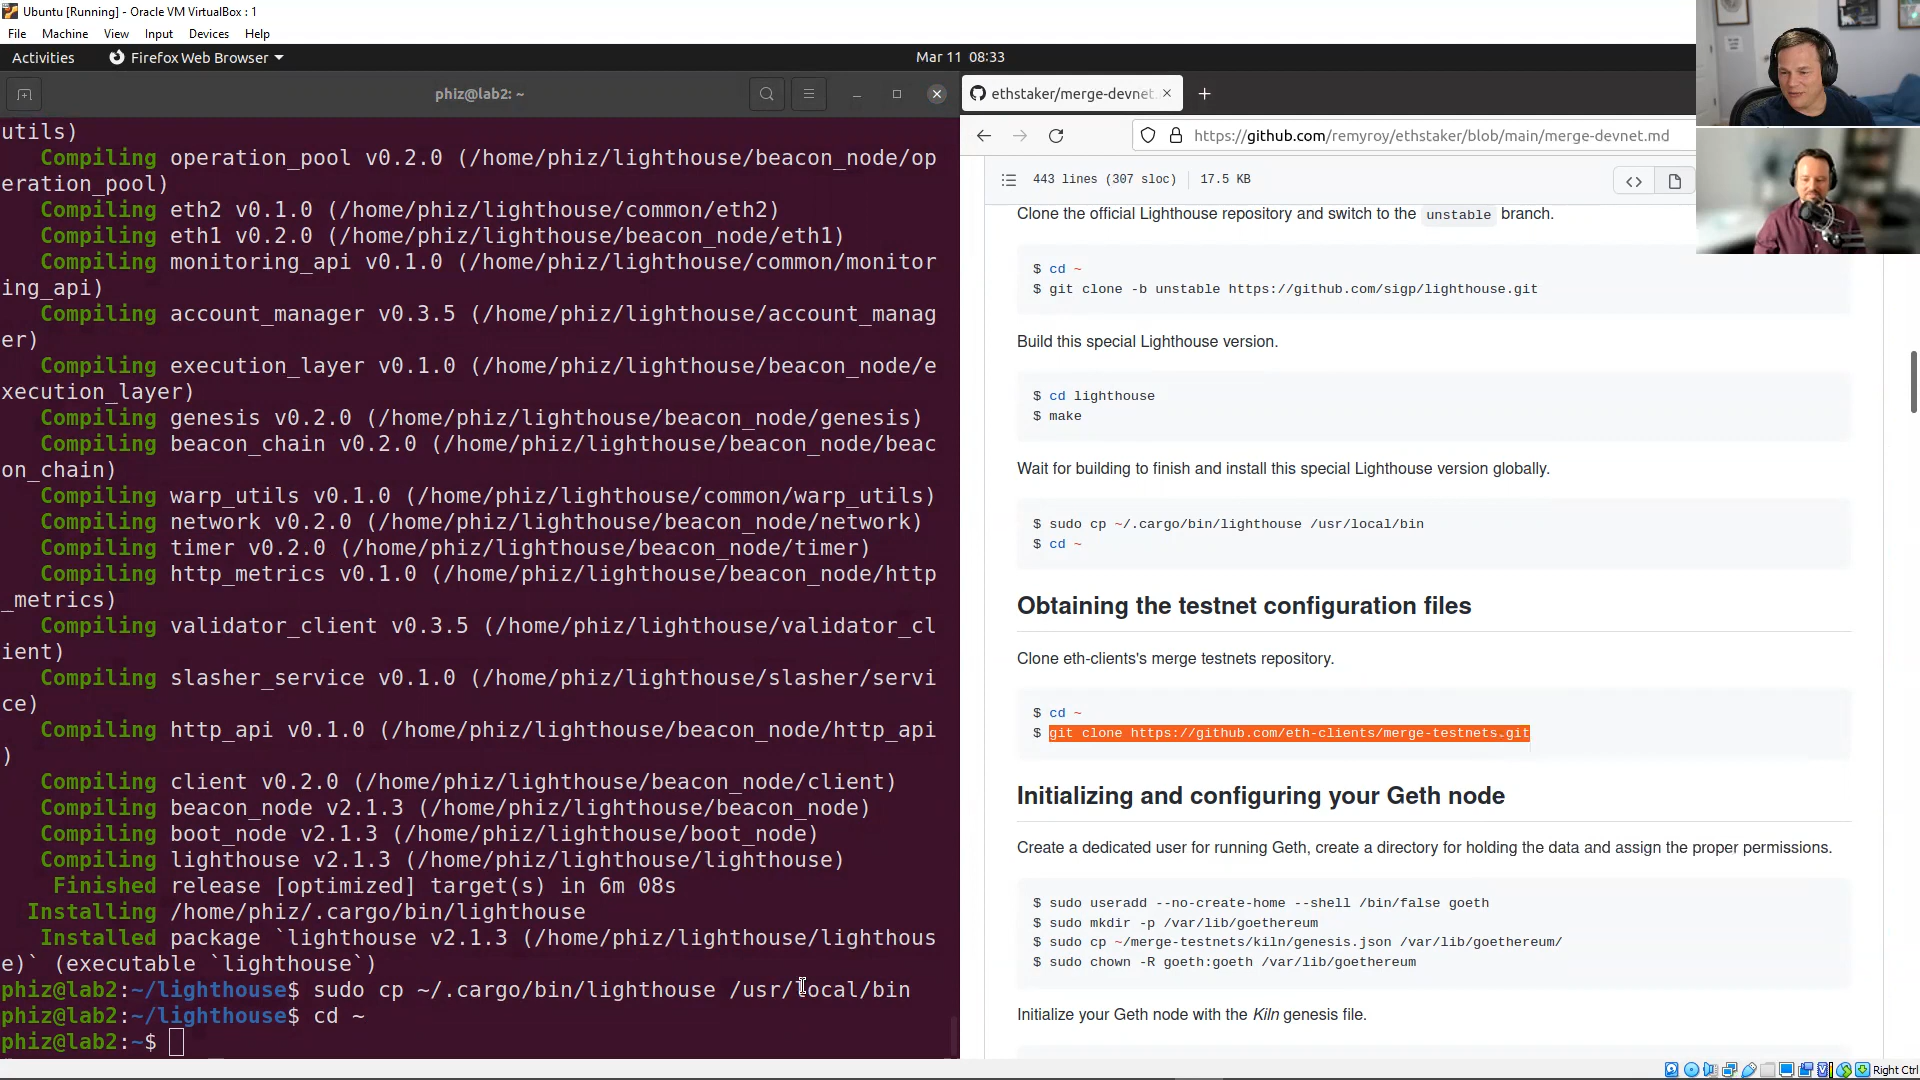 Ubuntu [Running] - Oracle VM VirtualBox : 1
File Machine View Input Devices Help
Activities Firefox Web Browser Mar 11 08:33
phiz@lab2: ~
utils)
Compiling operation_pool v0.2.0 (/home/phiz/lighthouse/beacon_node/op
eration_pool)
Compiling eth2 v0.1.0 (/home/phiz/lighthouse/common/eth2)
Compiling eth1 v0.2.0 (/home/phiz/lighthouse/beacon_node/eth1)
Compiling monitoring_api v0.1.0 (/home/phiz/lighthouse/common/monitor
ing_api)
Compiling account_manager v0.3.5 (/home/phiz/lighthouse/account_manag
er)
Compiling execution_layer v0.1.0 (/home/phiz/lighthouse/beacon_node/e
xecution_layer)
Compiling genesis v0.2.0 (/home/phiz/lighthouse/beacon_node/genesis)
Compiling beacon_chain v0.2.0 (/home/phiz/lighthouse/beacon_node/beac
on_chain)
Compiling warp_utils v0.1.0 (/home/phiz/lighthouse/common/warp_utils)
Compiling network v0.2.0 (/home/phiz/lighthouse/beacon_node/network)
Compiling timer v0.2.0 (/home/phiz/lighthouse/beacon_node/timer)
Compiling http_metrics v0.1.0 (/home/phiz/lighthouse/beacon_node/http
_metrics)
Compiling validator_client v0.3.5 (/home/phiz/lighthouse/validator_cl
ient)
Compiling slasher_service v0.1.0 (/home/phiz/lighthouse/slasher/servi
ce)
Compiling http_api v0.1.0 (/home/phiz/lighthouse/beacon_node/http_api
)
Compiling client v0.2.0 (/home/phiz/lighthouse/beacon_node/client)
Compiling beacon_node v2.1.3 (/home/phiz/lighthouse/beacon_node)
Compiling boot_node v2.1.3 (/home/phiz/lighthouse/boot_node)
Compiling lighthouse v2.1.3 (/home/phiz/lighthouse/lighthouse)
Finished release [optimized] target(s) in 6m 08s
Installing /home/phiz/.cargo/bin/lighthouse
Installed package `lighthouse v2.1.3 (/home/phiz/lighthouse/lighthous
e)` (executable `lighthouse`)
phiz@lab2:~/lighthouse$ sudo cp ~/.cargo/bin/lighthouse /usr/local/bin
phiz@lab2:~/lighthouse$ cd ~
phiz@lab2:~$
ethstaker/merge-devnet.
https://github.com/remyroy/ethstaker/blob/main/merge-devnet.md
443 lines (307 sloc) 17.5 KB
Clone the official Lighthouse repository and switch to the unstable branch.
$ cd ~
$ git clone -b unstable https://github.com/sigp/lighthouse.git
Build this special Lighthouse version.
$ cd lighthouse
$ make
Wait for building to finish and install this special Lighthouse version globally.
$ sudo cp ~/.cargo/bin/lighthouse /usr/local/bin
$ cd ~
Obtaining the testnet configuration files
Clone eth-clients's merge testnets repository.
$ cd ~
$ git clone https://github.com/eth-clients/merge-testnets.git
Initializing and configuring your Geth node
Create a dedicated user for running Geth, create a directory for holding the data and assign the proper permissions.
$ sudo useradd --no-create-home --shell /bin/false goeth
$ sudo mkdir -p /var/lib/goethereum
$ sudo cp ~/merge-testnets/kiln/genesis.json /var/lib/goethereum/
$ sudo chown -R goeth:goeth /var/lib/goethereum
Initialize your Geth node with the Kiln genesis file.
Right Ctrl